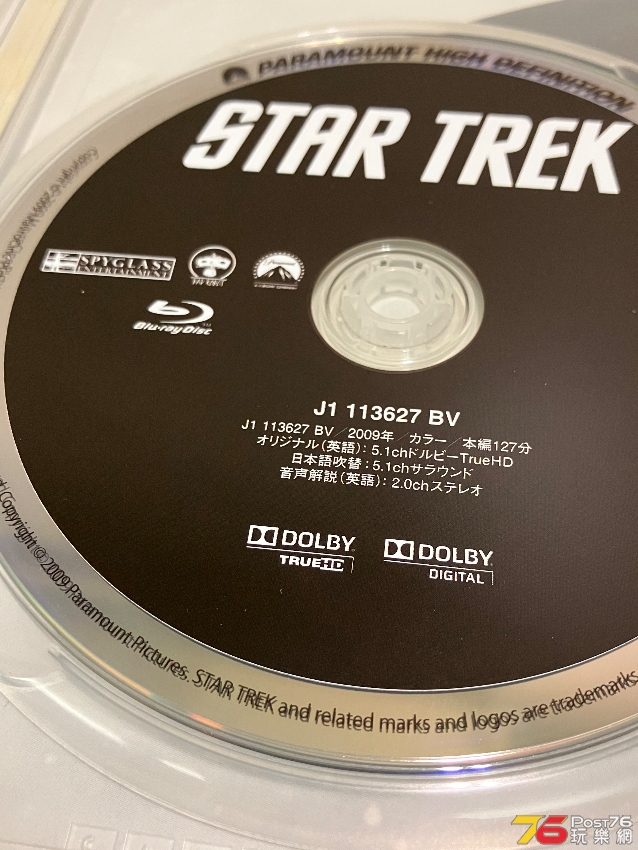 PARAMOUNT HIGH DEFINITION
STAR TREK
SPYGLASS
ENTERTAINMENT
Blu-ray Disc
TM
J1 113627 BV
J1 113627 BV／2009年／カラー／本編127分
オリジナル(英語)：5.1chドルビーTrueHD
日本語吹替：5.1chサラウンド
音声解説(英語)：2.0chステレオ
DOLBY
TRUEHD
DOLBY
DIGITAL
Copyright © 2009 Paramount Pictures. STAR TREK and related marks and logos are trademarks
76 Post76
玩樂網